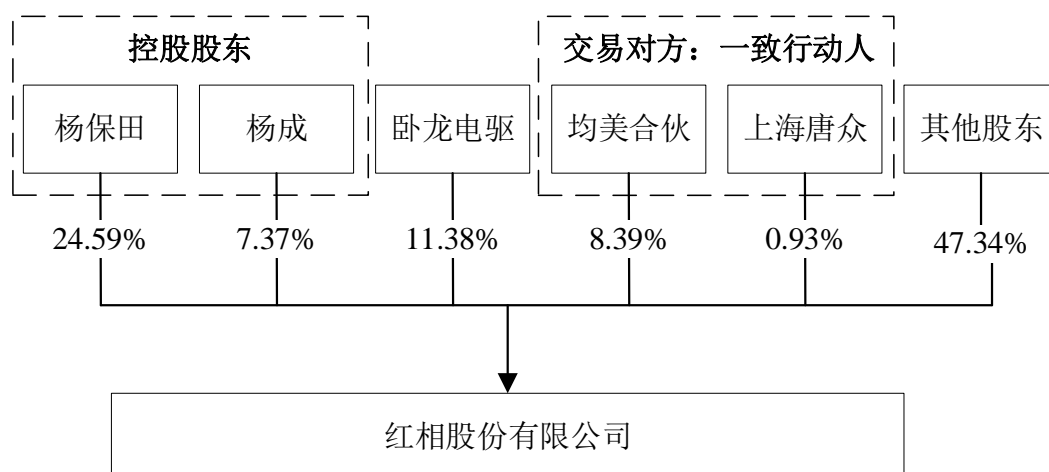 控股股东
交易对方：一致行动人
杨保田
杨成
卧龙电驱
均美合伙
上海唐众
其他股东
24.59%
7.37%
11.38%
8.39%
0.93%
47.34%
红相股份有限公司